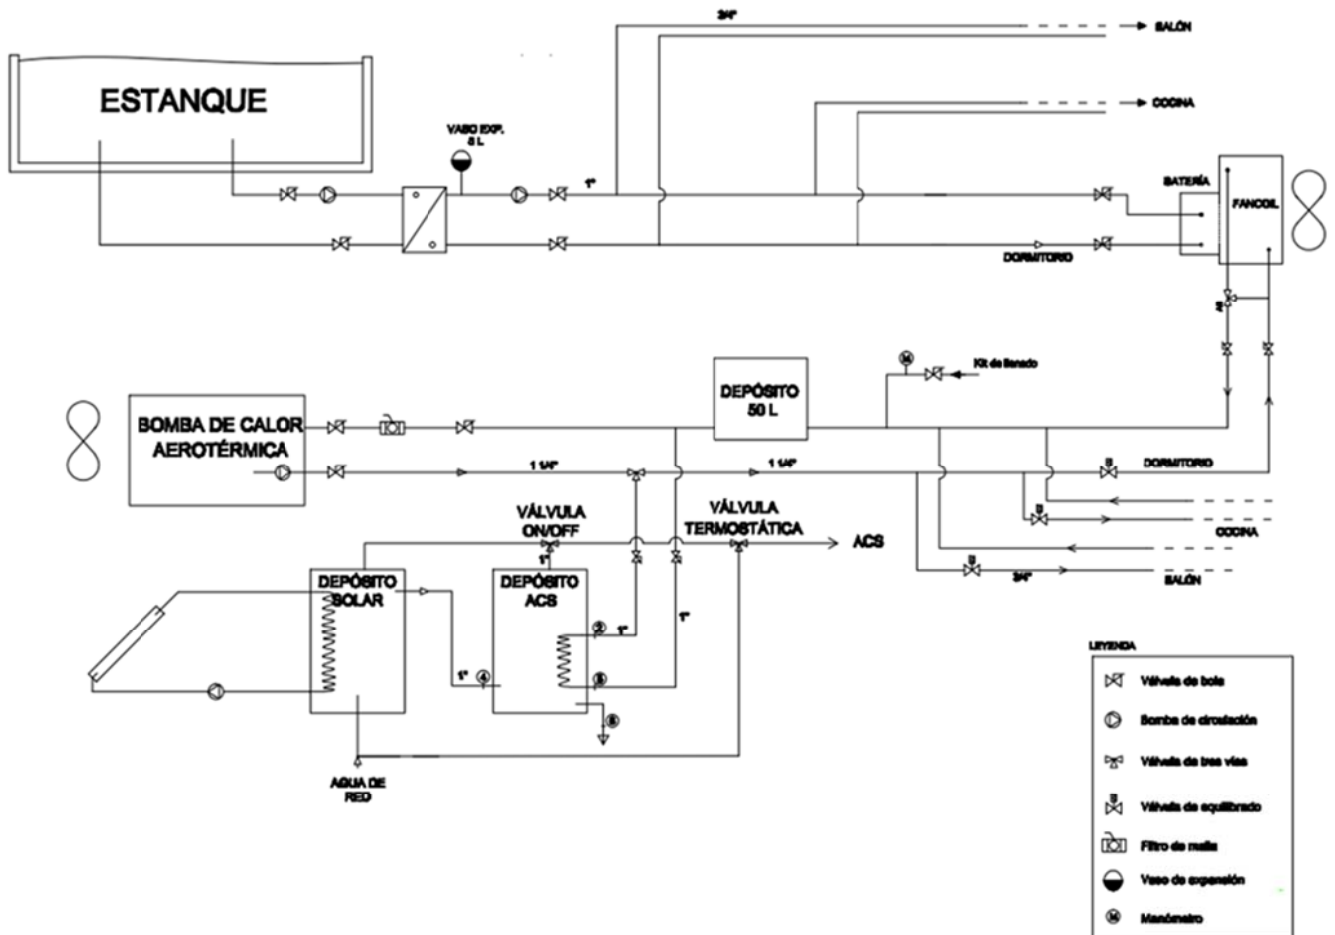 3/4"
SALÓN
ESTANQUE
COCINA
VASO EXP.
8 L
1"
BATERÍA
FANCOIL
DORMITORIO
M
Kit de llenado
DEPÓSITO
50 L
BOMBA DE CALOR
AEROTÉRMICA
1 1/4"
1 1/4"
DORMITORIO
VÁLVULA
ON/OFF
VÁLVULA
TERMOSTÁTICA
ACS
COCINA
1"
3/4"
SALÓN
DEPÓSITO
SOLAR
DEPÓSITO
ACS
2
1"
1"
LEYENDA
1"
4
Válvula de bola
Bomba de circulación
AGUA DE
RED
Válvula de tres vías
Válvula de equilibrado
Filtro de malla
Vaso de expansión
M
Manómetro